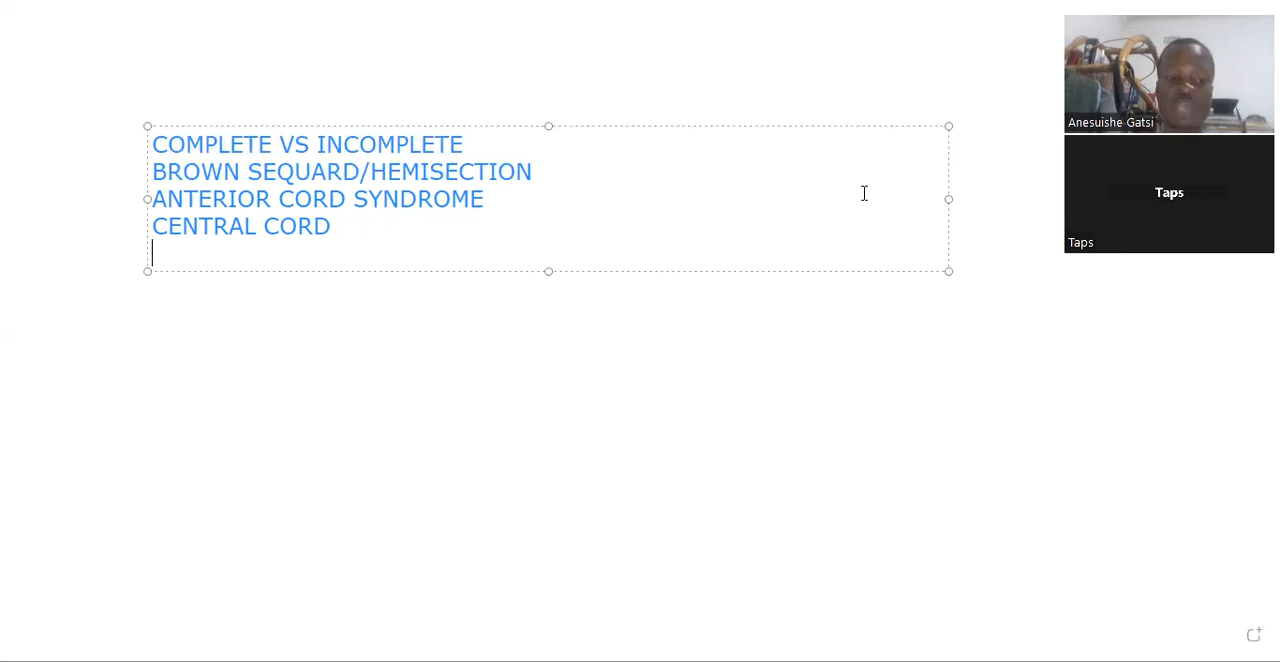 COMPLETE VS INCOMPLETE
BROWN SEQUARD/HEMISECTION
ANTERIOR CORD SYNDROME
CENTRAL CORD
Anesuishe Gatsi
Taps
Taps